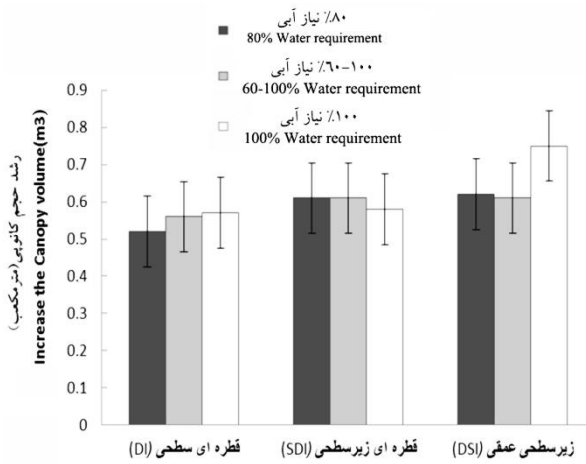 ٪۸۰ نیاز آبی
80% Water requirement
٪۶۰-۱۰۰ نیاز آبی
60-100% Water requirement
٪۱۰۰ نیاز آبی
100% Water requirement
رشد حجم کانوپی(مترمکعب)
Increase the Canopy volume(m3)
0.9
0.8
0.7
0.6
0.5
0.4
0.3
0.2
0.1
0
قطره ای سطحی (DI)
قطره ای زیرسطحی (SDI)
زیرسطحی عمقی (DSI)